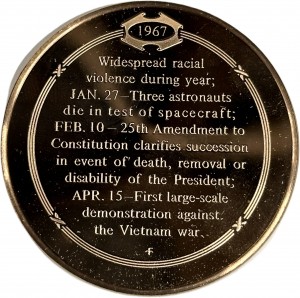 1967
Widespread racial
violence during year;
JAN. 27—Three astronauts
die in test of spacecraft;
FEB. 10—25th Amendment to
Constitution clarifies succession
in event of death, removal or
disability of the President;
APR. 15—First large-scale
demonstration against
the Vietnam war.